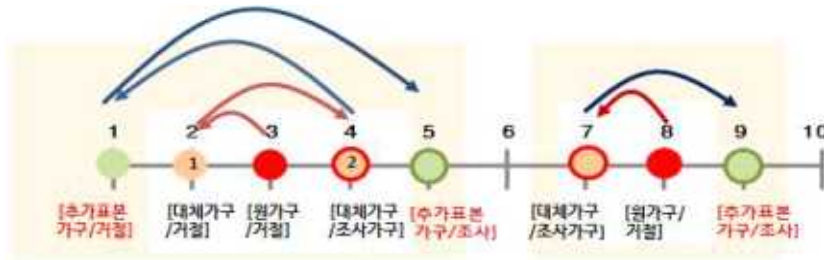 1 2 3 4 5 6 7 8 9 10
1 2
[추가표본 [대체가구 [원가구 [대체가구 [추가표본 [대체가구 [원가구/ [추가표본
가구/거절] /거절] /거절] /조사가구] 가구/조사] /조사가구] 거절] 가구/조사]